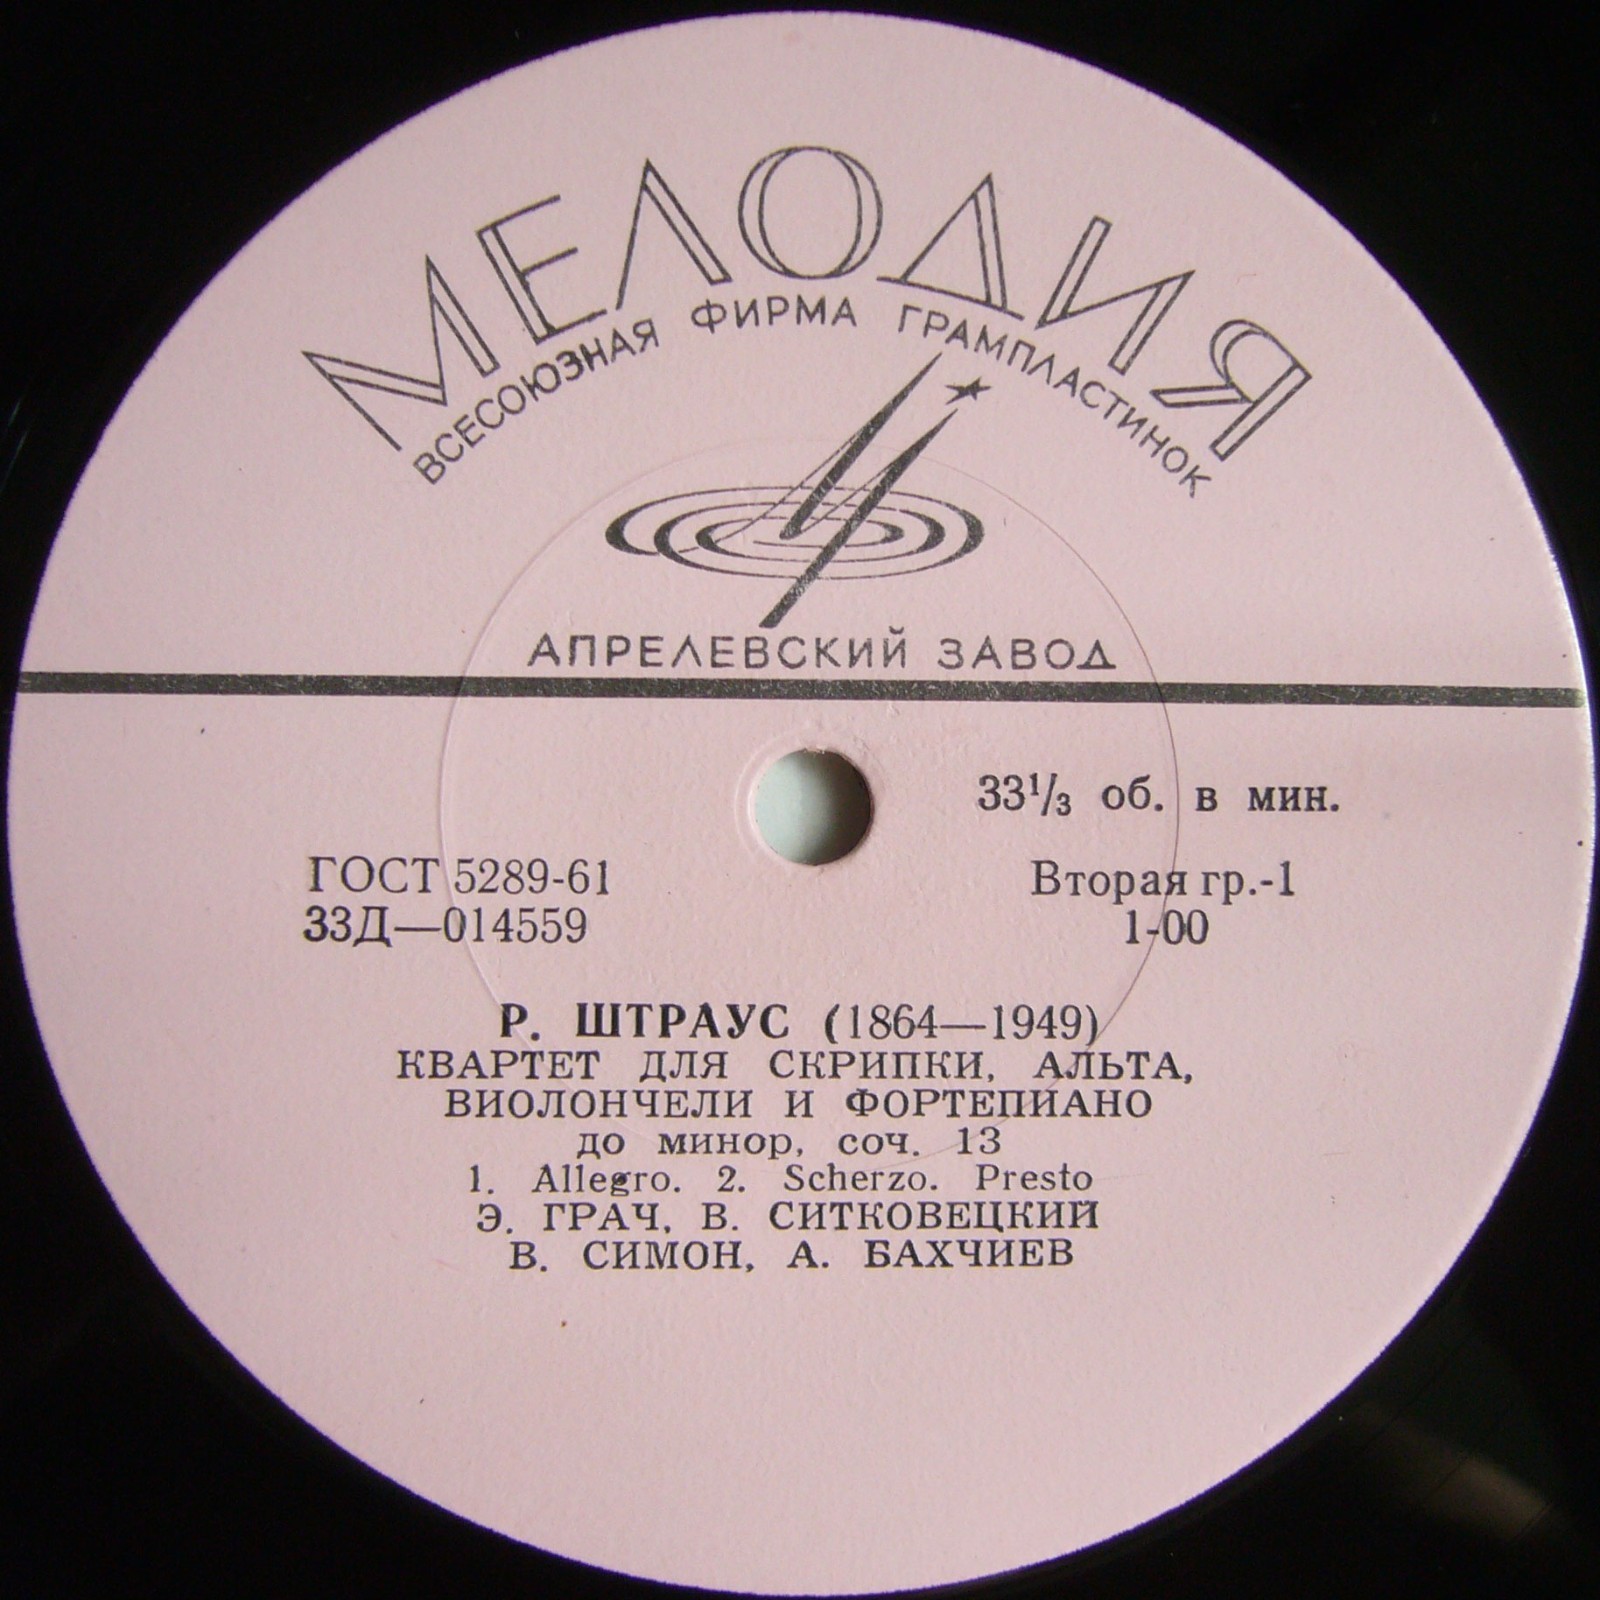 МЕЛОДИЯ
ВСЕСОЮЗНАЯ ФИРМА ГРАМПЛАСТИНОК
АПРЕЛЕВСКИЙ ЗАВОД
33¹/₃ об. в мин.
ГОСТ 5289-61 Вторая гр.-1
33Д—014559 1-00
Р. ШТРАУС (1864—1949)
КВАРТЕТ ДЛЯ СКРИПКИ, АЛЬТА,
ВИОЛОНЧЕЛИ И ФОРТЕПИАНО
до минор, соч. 13
1. Allegro. 2. Scherzo. Presto
Э. ГРАЧ, В. СИТКОВЕЦКИЙ
В. СИМОН, А. БАХЧИЕВ